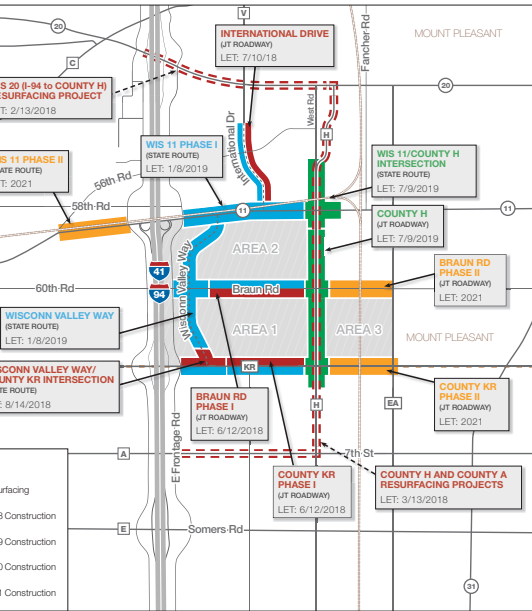 20
V
INTERNATIONAL DRIVE
(JT ROADWAY)
LET: 7/10/18
Fancher Rd
MOUNT PLEASANT
C
S 20 (I-94 to COUNTY H)
ESURFACING PROJECT
ET: 2/13/2018
20
West Rd
H
International Dr
WIS 11 PHASE I
(STATE ROUTE)
LET: 1/8/2019
WIS 11/COUNTY H
INTERSECTION
(STATE ROUTE)
LET: 7/9/2019
IS 11 PHASE II
ATE ROUTE)
T: 2021
56th Rd
58th Rd
11
11
COUNTY H
(JT ROADWAY)
LET: 7/9/2019
AREA 2
Wisconn Valley Way
41
94
60th Rd
Braun Rd
BRAUN RD
PHASE II
(JT ROADWAY)
LET: 2021
WISCONN VALLEY WAY
(STATE ROUTE)
LET: 1/8/2019
AREA 1
AREA 3
MOUNT PLEASANT
KR
SCONN VALLEY WAY/
UNTY KR INTERSECTION
TE ROUTE)
: 8/14/2018
BRAUN RD
PHASE I
(JT ROADWAY)
LET: 6/12/2018
COUNTY KR
PHASE II
(JT ROADWAY)
LET: 2021
H
EA
E Frontage Rd
A
7th St
COUNTY KR
PHASE I
(JT ROADWAY)
LET: 6/12/2018
COUNTY H AND COUNTY A
RESURFACING PROJECTS
LET: 3/13/2018
urfacing
8 Construction
E
Somers Rd
9 Construction
0 Construction
31
1 Construction